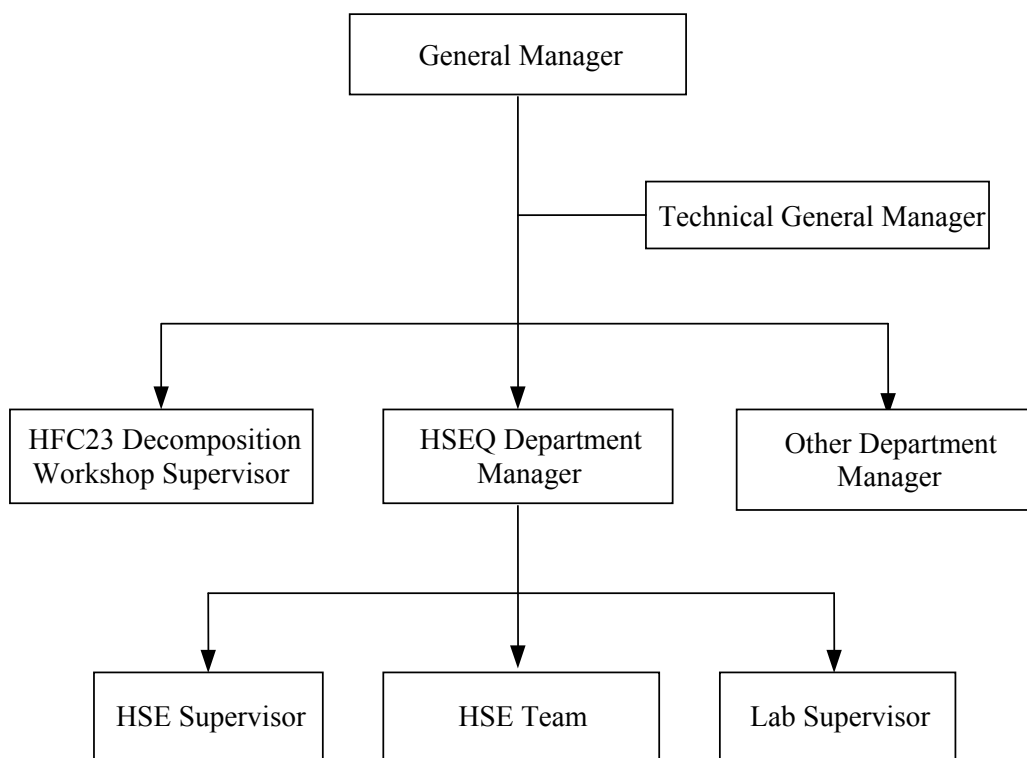 General Manager
Technical General Manager
HFC23 Decomposition
Workshop Supervisor
HSEQ Department
Manager
Other Department
Manager
HSE Supervisor
HSE Team
Lab Supervisor